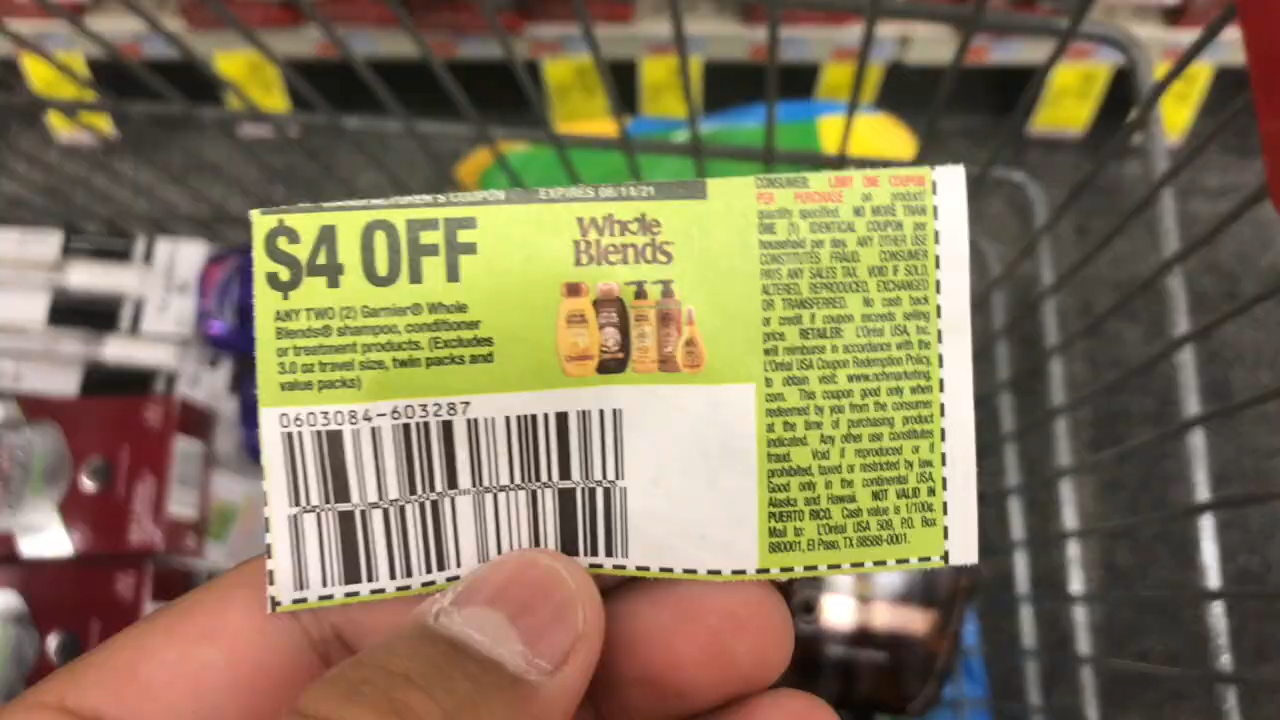 MANUFACTURER'S COUPON EXPIRES 08/14/21
$4 OFF
ANY TWO (2) Garnier® Whole
Blends® shampoo, conditioner
or treatment products. (Excludes
3.0 oz travel size, twin packs and
value packs)
Whole
Blends™
0603084-603287
CONSUMER: LIMIT ONE COUPON
PER PURCHASE on product/
quantity specified. NO MORE THAN
ONE (1) IDENTICAL COUPON per
household per day. ANY OTHER USE
CONSTITUTES FRAUD. CONSUMER
PAYS ANY SALES TAX. VOID IF SOLD,
ALTERED, REPRODUCED, EXCHANGED
OR TRANSFERRED. No cash back
or credit if coupon exceeds selling
price. RETAILER: L'Oréal USA, Inc.
will reimburse in accordance with the
L'Oréal USA Coupon Redemption Policy,
to obtain visit: www.nchmarketing.
com. This coupon good only when
redeemed by you from the consumer
at the time of purchasing product
indicated. Any other use constitutes
fraud. Void if reproduced or if
prohibited, taxed or restricted by law.
Good only in the continental USA,
Alaska and Hawaii. NOT VALID IN
PUERTO RICO. Cash value is 1/100¢.
Mail to: L'Oréal USA 509, P.O. Box
880001, El Paso, TX 88588-0001.